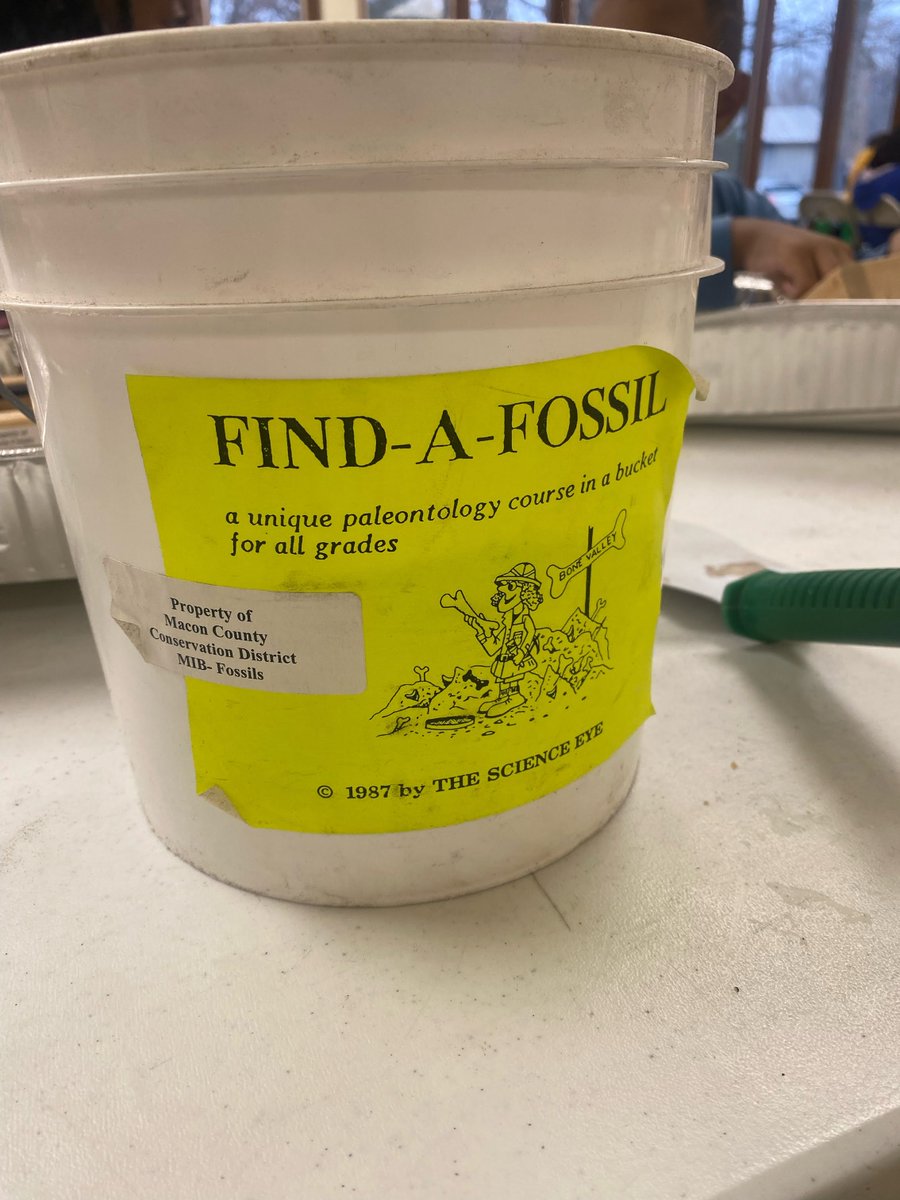 FIND-A-FOSSIL
a unique paleontology course in a bucket
for all grades
BONE VALLEY
Property of
Macon County
Conservation District
MIB- Fossils
© 1987 by THE SCIENCE EYE